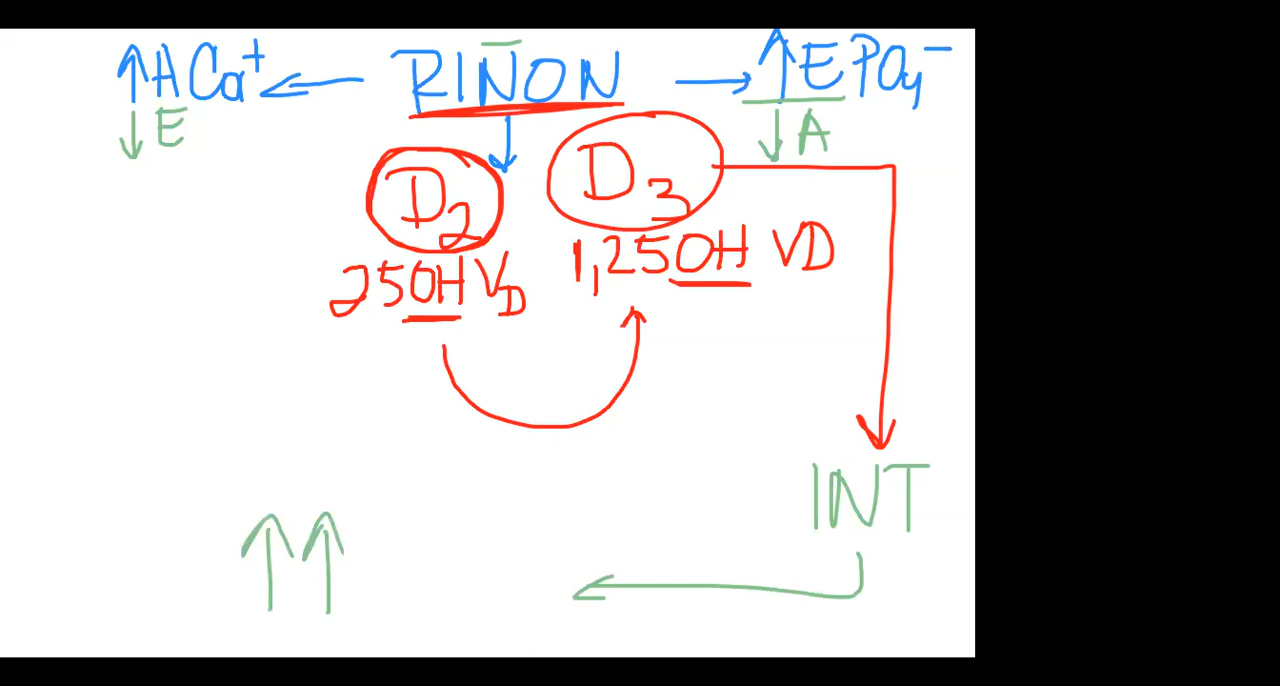 ↑ACa+ ← RIÑON → ↑EPO4-
↓E ↓A
D2 D3
25OH VD 1,25OH VD
INT
↑↑